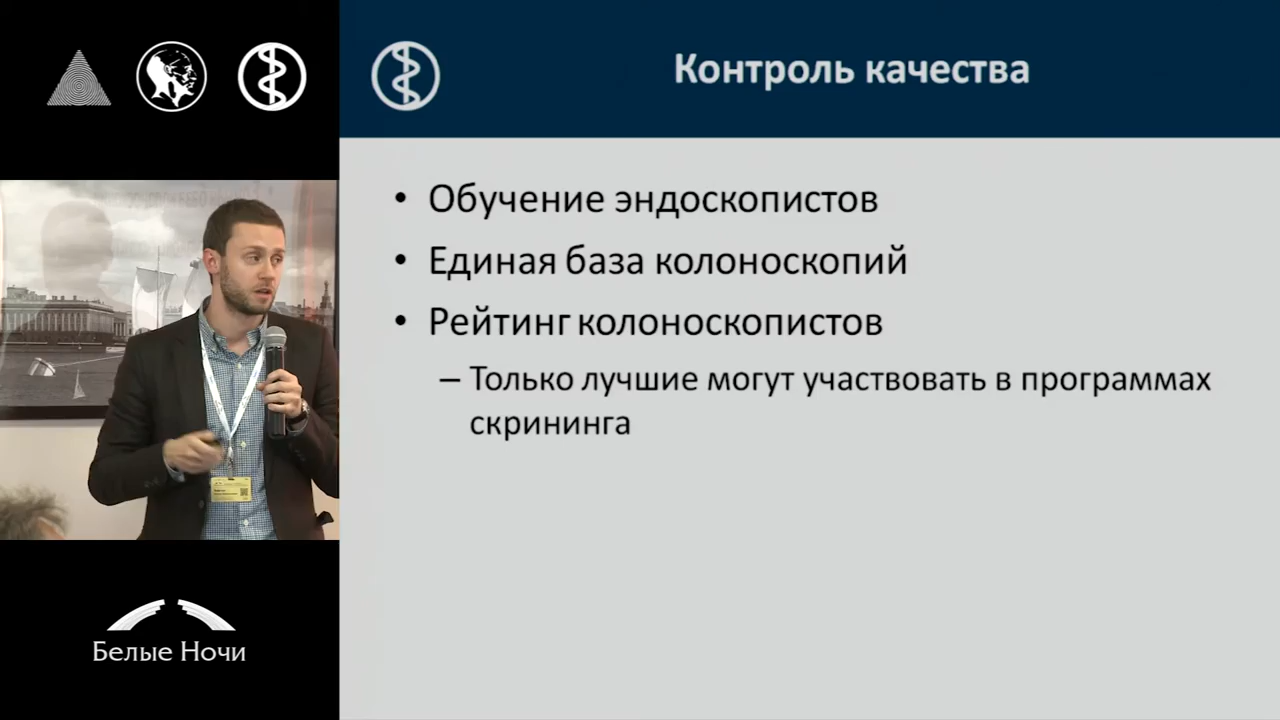 Контроль качества
• Обучение эндоскопистов
• Единая база колоноскопий
• Рейтинг колоноскопистов
– Только лучшие могут участвовать в программах
скрининга
Белые Ночи